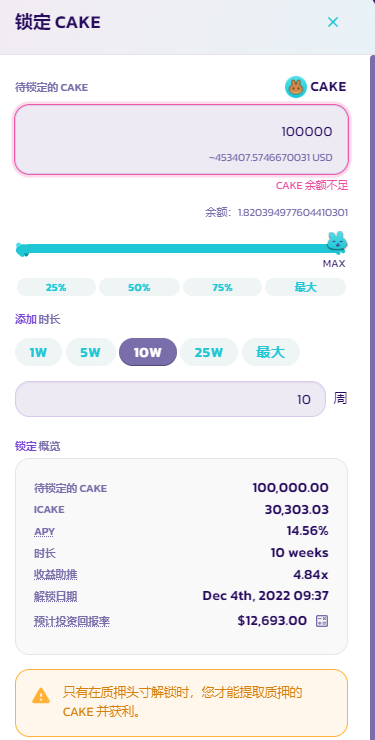 锁定 CAKE
待锁定的 CAKE
CAKE
100000
~453407.5746670031 USD
CAKE 余额不足
余额: 1.820394977604410301
MAX
25% 50% 75% 最大
添加时长
1W 5W 10W 25W 最大
10 周
锁定概览
待锁定的 CAKE 100,000.00
ICAKE 30,303.03
APY 14.56%
时长 10 weeks
收益助推 4.84x
解锁日期 Dec 4th, 2022 09:37
预计投资回报率 $12,693.00
只有在质押头寸解锁时，您才能提取质押的
CAKE 并获利。